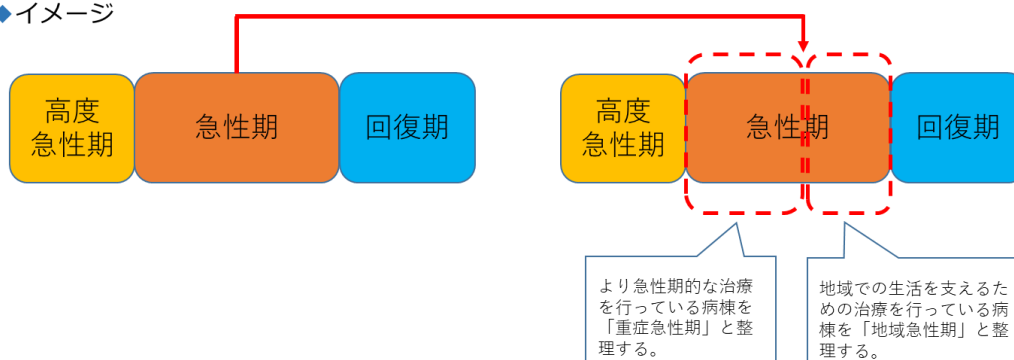 ◆イメージ
高度
急性期
急性期
回復期
高度
急性期
急性期
回復期
より急性期的な治療
を行っている病棟を
「重症急性期」と整
理する。
地域での生活を支えるた
めの治療を行っている病
棟を「地域急性期」と整
理する。